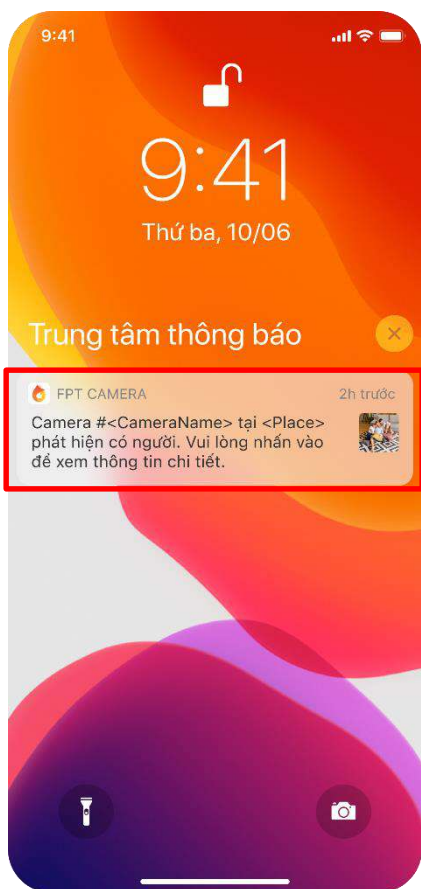 9:41
9:41
Thứ ba, 10/06
Trung tâm thông báo
FPT CAMERA 2h trước
Camera #<CameraName> tại <Place>
phát hiện có người. Vui lòng nhấn vào
để xem thông tin chi tiết.